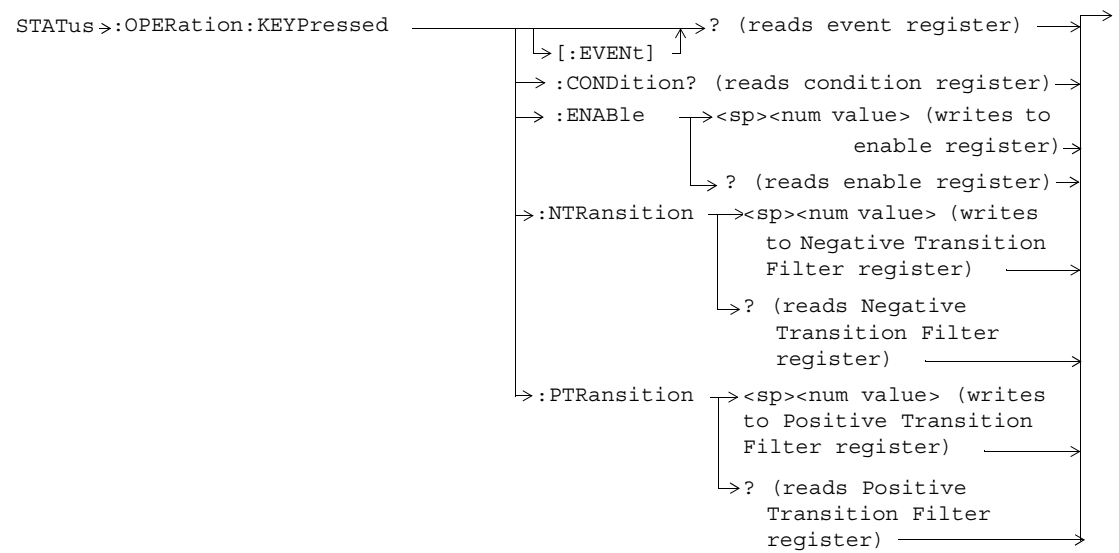 STATus :OPERation:KEYPressed ? (reads event register)
[:EVENt]
:CONDition? (reads condition register)
:ENABle <sp><num value> (writes to
enable register)
? (reads enable register)
:NTRansition <sp><num value> (writes
to Negative Transition
Filter register)
? (reads Negative
Transition Filter
register)
:PTRansition <sp><num value> (writes
to Positive Transition
Filter register)
? (reads Positive
Transition Filter
register)